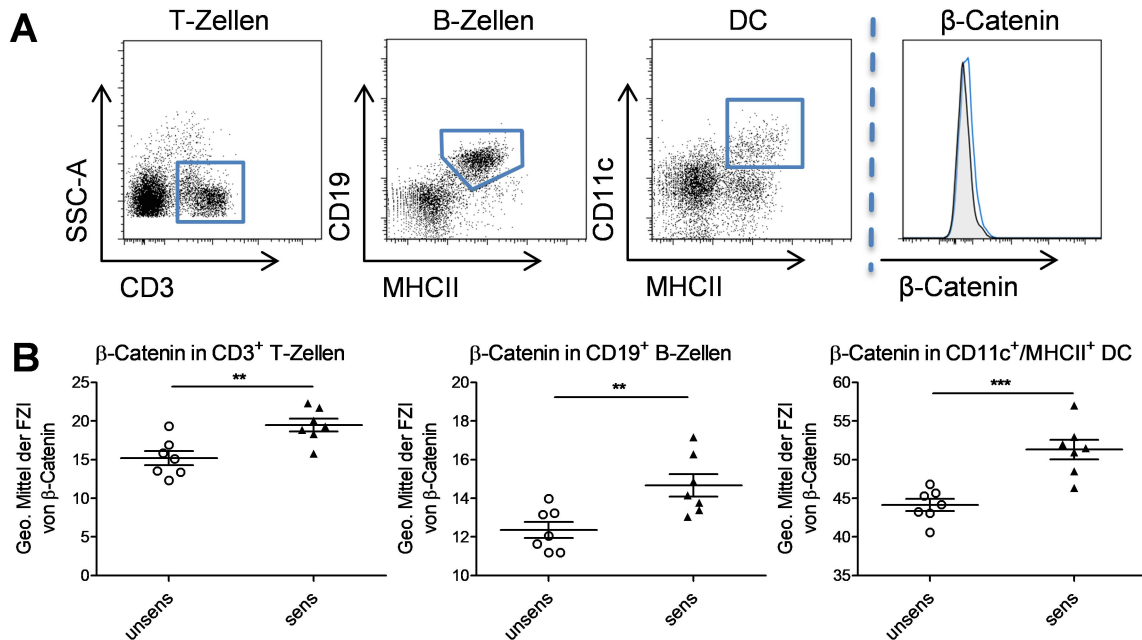 A
T-Zellen
B-Zellen
DC
β-Catenin
SSC-A
CD3
CD19
MHCII
CD11c
MHCII
β-Catenin
B
β-Catenin in CD3+ T-Zellen
Geo. Mittel der FZI
von β-Catenin
25
20
15
10
5
0
**
unsens
sens
β-Catenin in CD19+ B-Zellen
Geo. Mittel der FZI
von β-Catenin
20
18
16
14
12
10
**
unsens
sens
β-Catenin in CD11c+/MHCII+ DC
Geo. Mittel der FZI
von β-Catenin
60
55
50
45
40
35
***
unsens
sens